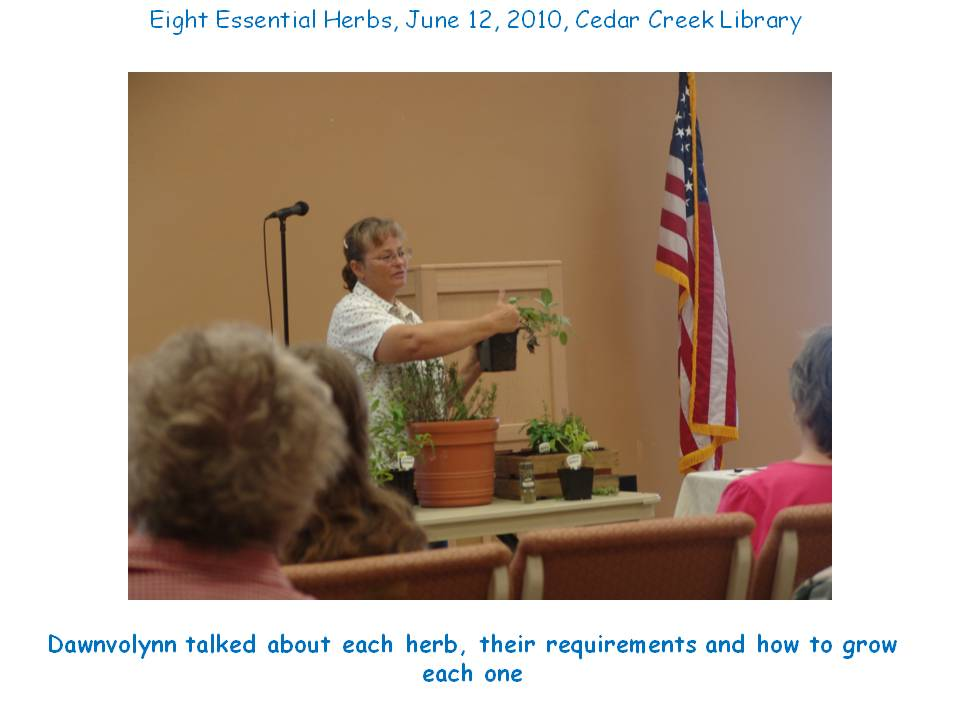 Eight Essential Herbs, June 12, 2010, Cedar Creek Library
Dawnvolynn talked about each herb, their requirements and how to grow
each one